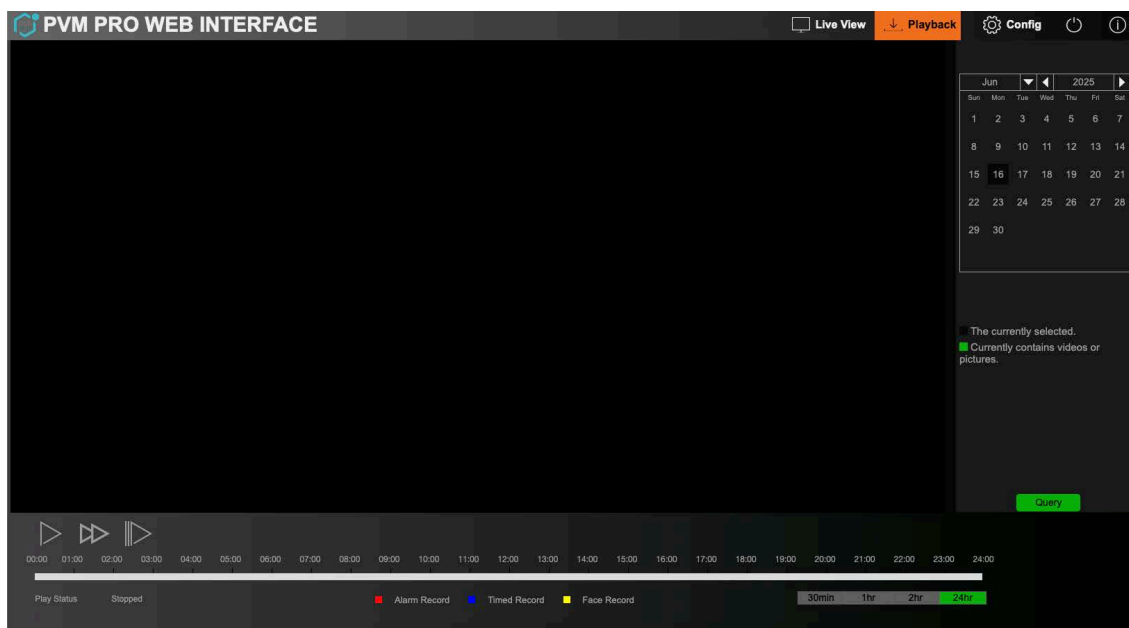 PVM PRO WEB INTERFACE
Live View Playback Config
Jun 2025
Sun Mon Tue Wed Thu Fri Sat
1 2 3 4 5 6 7
8 9 10 11 12 13 14
15 16 17 18 19 20 21
22 23 24 25 26 27 28
29 30
The currently selected.
Currently contains videos or
pictures.
Query
00:00 01:00 02:00 03:00 04:00 05:00 06:00 07:00 08:00 09:00 10:00 11:00 12:00 13:00 14:00 15:00 16:00 17:00 18:00 19:00 20:00 21:00 22:00 23:00 24:00
Play Status Stopped Alarm Record Timed Record Face Record 30min 1hr 2hr 24hr